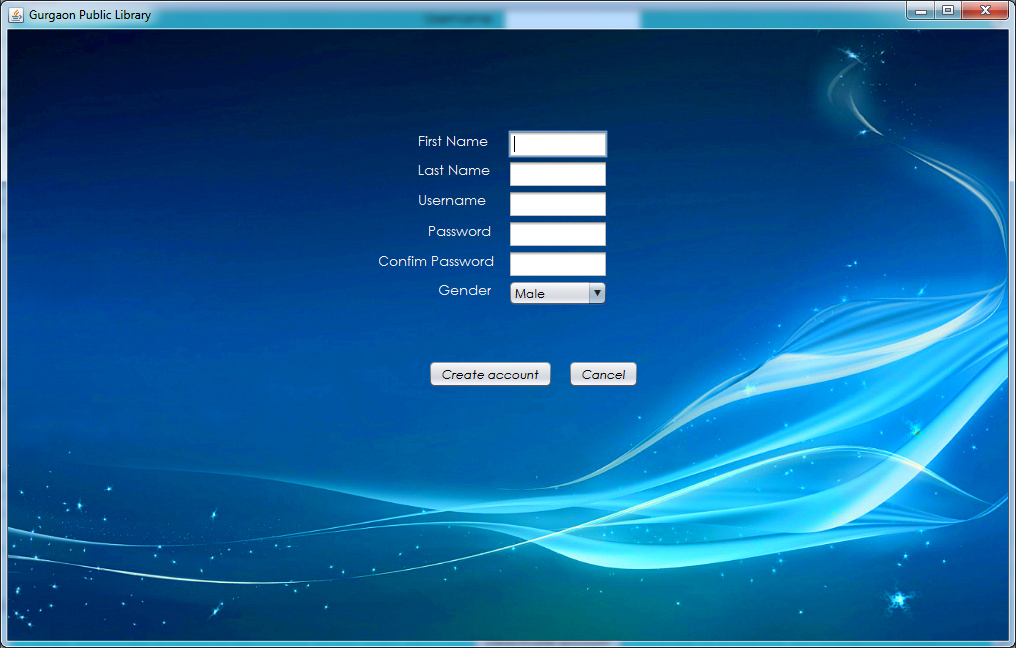 Gurgaon Public Library
First Name
Last Name
Username
Password
Confim Password
Gender Male
Create account Cancel